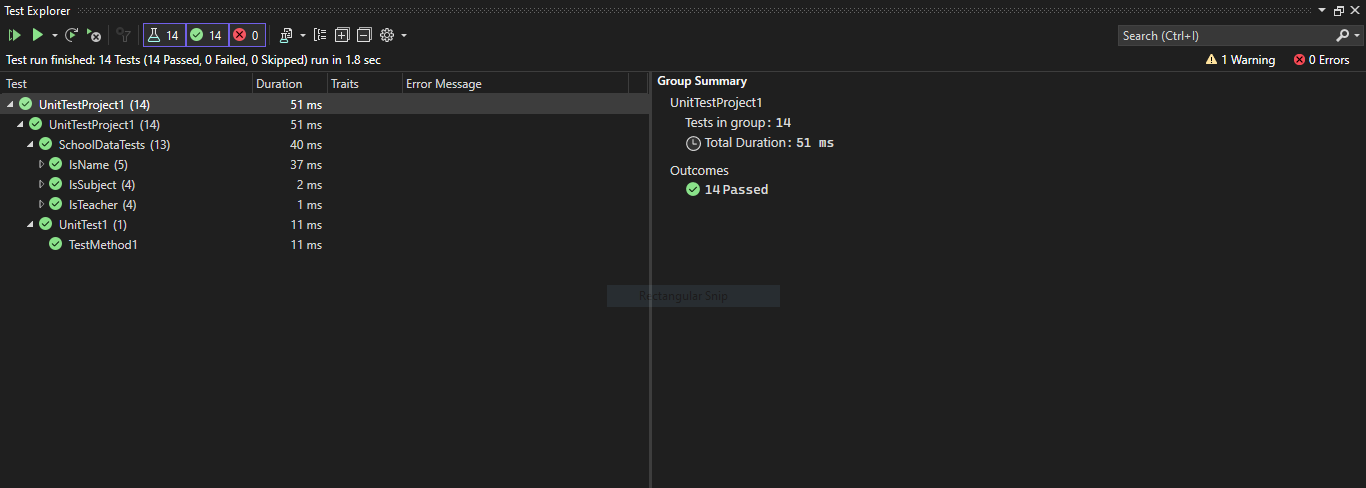 Test Explorer
14 14 0
Search (Ctrl+I)
Test run finished: 14 Tests (14 Passed, 0 Failed, 0 Skipped) run in 1.8 sec
1 Warning
0 Errors
Test Duration Traits Error Message
UnitTestProject1 (14) 51 ms
UnitTestProject1 (14) 51 ms
SchoolDataTests (13) 40 ms
IsName (5) 37 ms
IsSubject (4) 2 ms
IsTeacher (4) 1 ms
UnitTest1 (1) 11 ms
TestMethod1 11 ms
Group Summary
UnitTestProject1
Tests in group: 14
Total Duration: 51 ms
Outcomes
14 Passed
Rectangular Snip